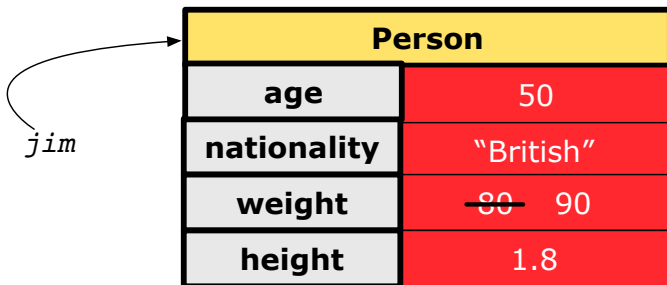 Person
age 50
jim
nationality “British”
weight 80 90
height 1.8